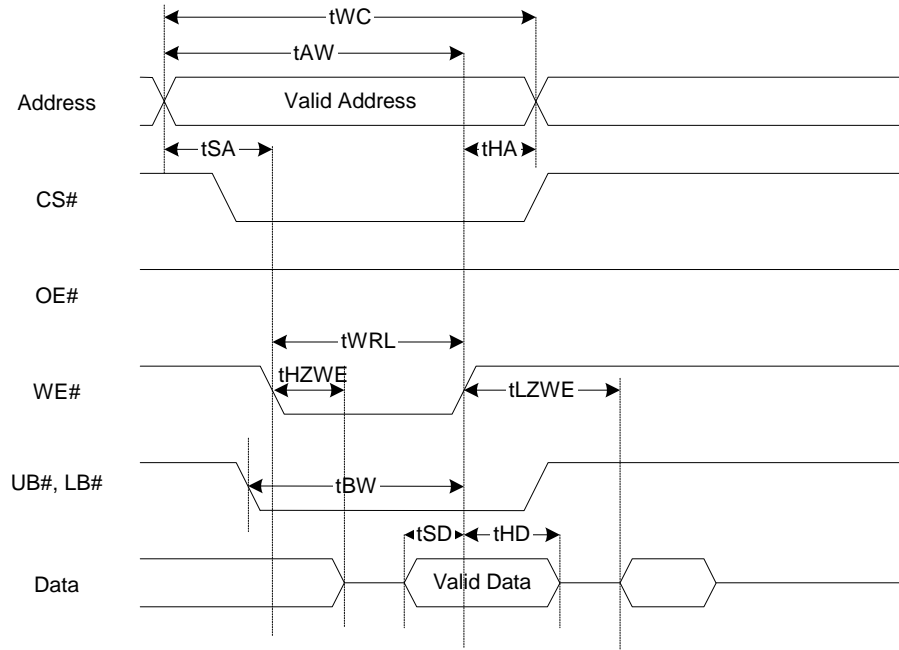 tWC
tAW
Address
Valid Address
tSA
tHA
CS#
OE#
tWRL
tHZWE
WE#
tLZWE
UB#, LB#
tBW
tSD
tHD
Data
Valid Data